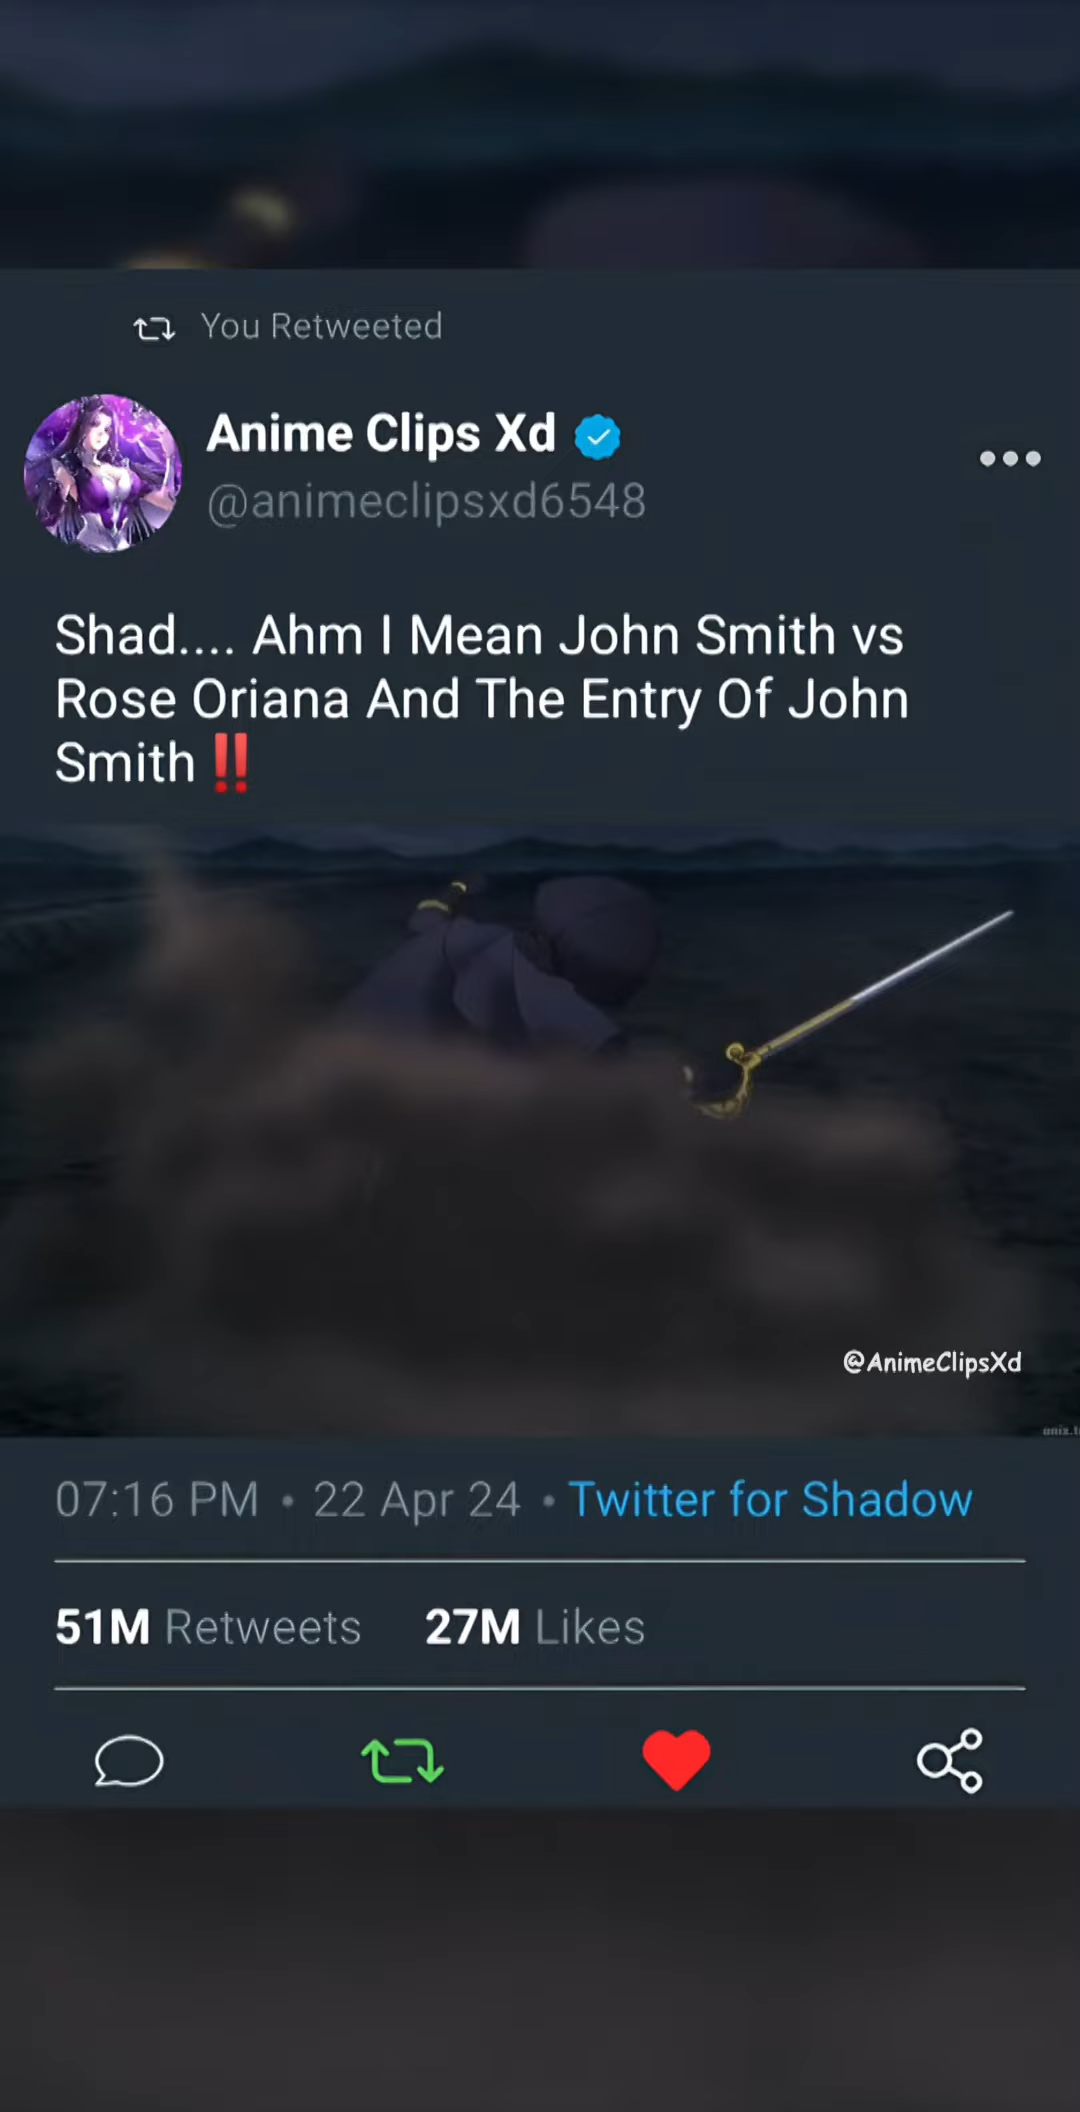 You Retweeted
Anime Clips Xd
@animeclipsxd6548
Shad.... Ahm I Mean John Smith vs
Rose Oriana And The Entry Of John
Smith ‼️
@AnimeClipsXd
07:16 PM • 22 Apr 24 • Twitter for Shadow
51M Retweets 27M Likes